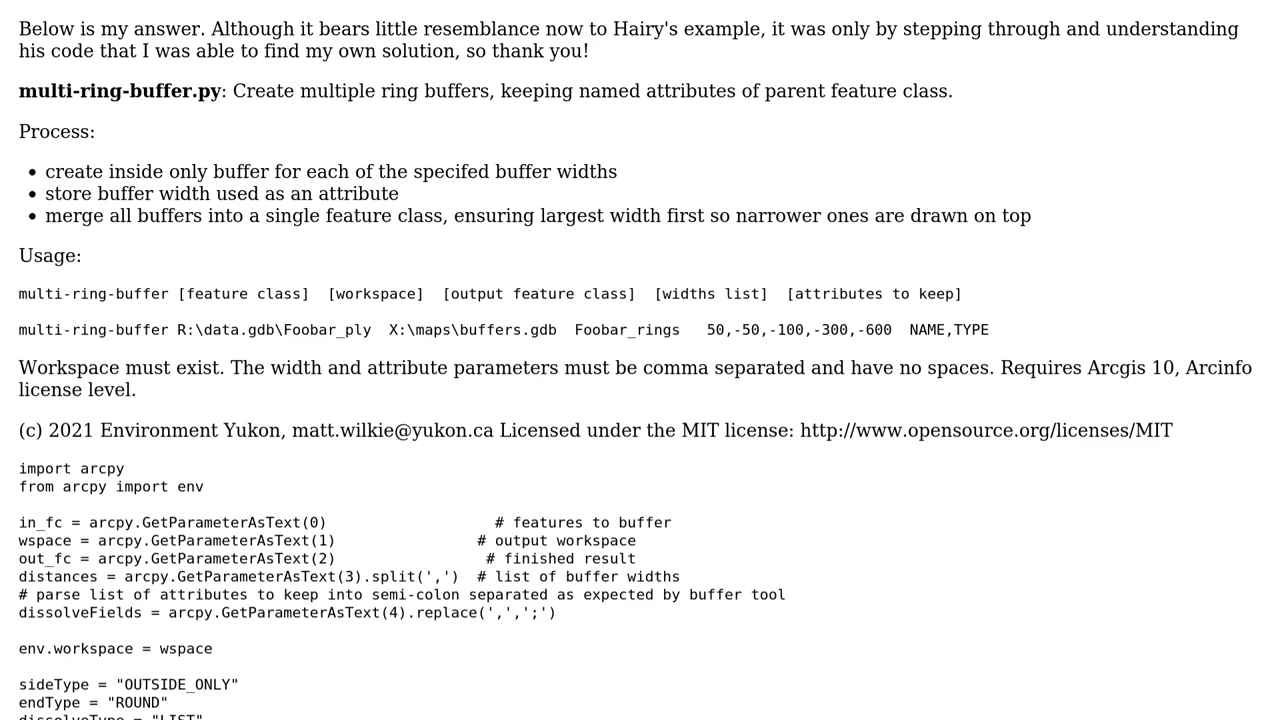 Below is my answer. Although it bears little resemblance now to Hairy's example, it was only by stepping through and understanding
his code that I was able to find my own solution, so thank you!
multi-ring-buffer.py: Create multiple ring buffers, keeping named attributes of parent feature class.
Process:
• create inside only buffer for each of the specifed buffer widths
• store buffer width used as an attribute
• merge all buffers into a single feature class, ensuring largest width first so narrower ones are drawn on top
Usage:
multi-ring-buffer [feature class]  [workspace]  [output feature class]  [widths list]  [attributes to keep]
multi-ring-buffer R:\data.gdb\Foobar_ply  X:\maps\buffers.gdb  Foobar_rings   50,-50,-100,-300,-600  NAME,TYPE
Workspace must exist. The width and attribute parameters must be comma separated and have no spaces. Requires Arcgis 10, Arcinfo
license level.
(c) 2021 Environment Yukon, matt.wilkie@yukon.ca Licensed under the MIT license: http://www.opensource.org/licenses/MIT
import arcpy
from arcpy import env
in_fc = arcpy.GetParameterAsText(0)                   # features to buffer
wspace = arcpy.GetParameterAsText(1)                # output workspace
out_fc = arcpy.GetParameterAsText(2)                 # finished result
distances = arcpy.GetParameterAsText(3).split(',')  # list of buffer widths
# parse list of attributes to keep into semi-colon separated as expected by buffer tool
dissolveFields = arcpy.GetParameterAsText(4).replace(',',';')
env.workspace = wspace
sideType = "OUTSIDE_ONLY"
endType = "ROUND"
dissolveType = "LIST"